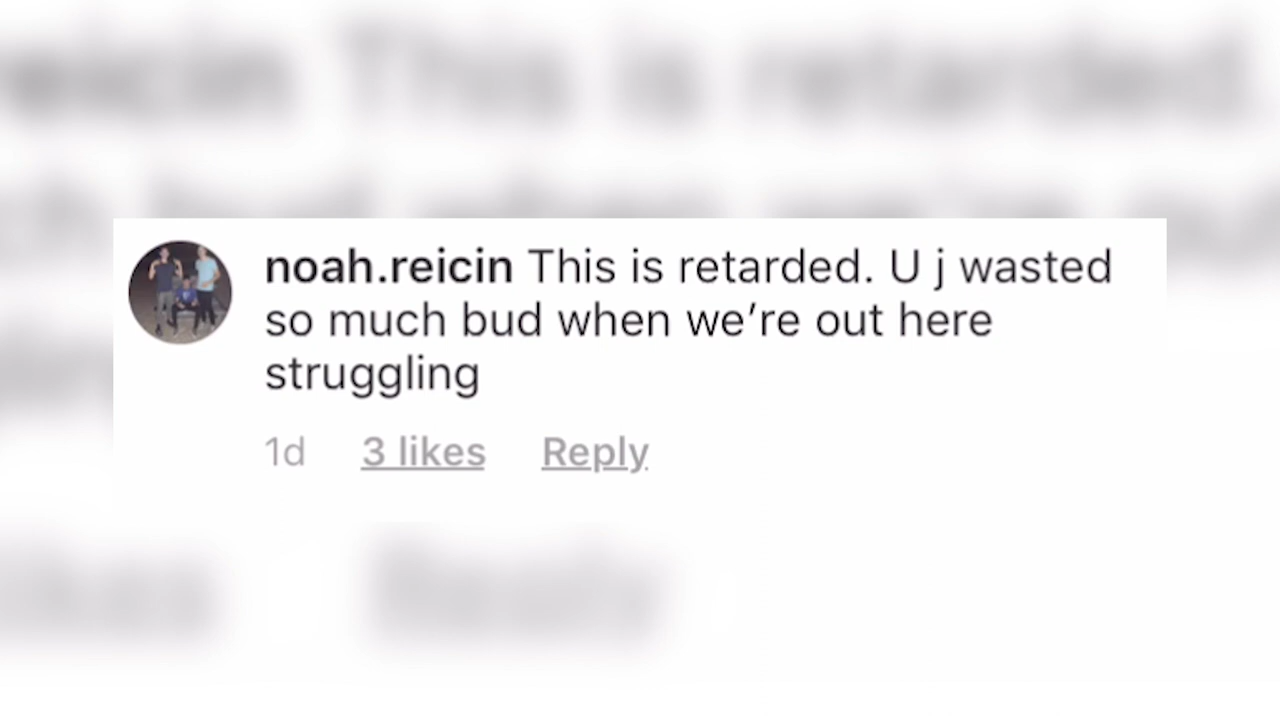 noah.reicin This is retarded. U j wasted
so much bud when we’re out here
struggling
1d 3 likes Reply